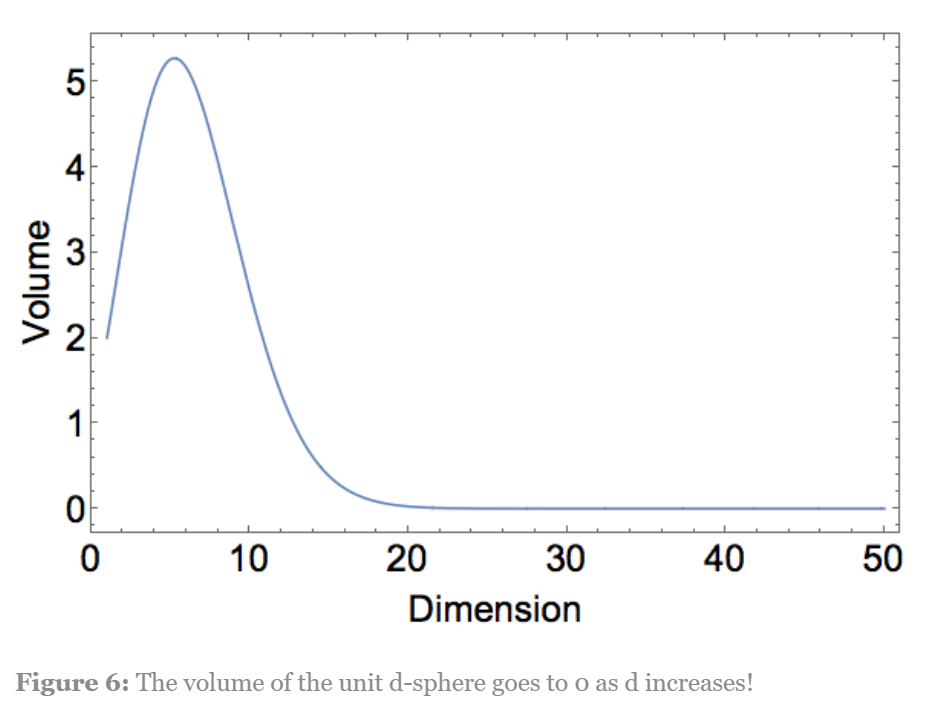 5
4
3
2
1
0
Volume
0 10 20 30 40 50
Dimension
Figure 6: The volume of the unit d-sphere goes to 0 as d increases!